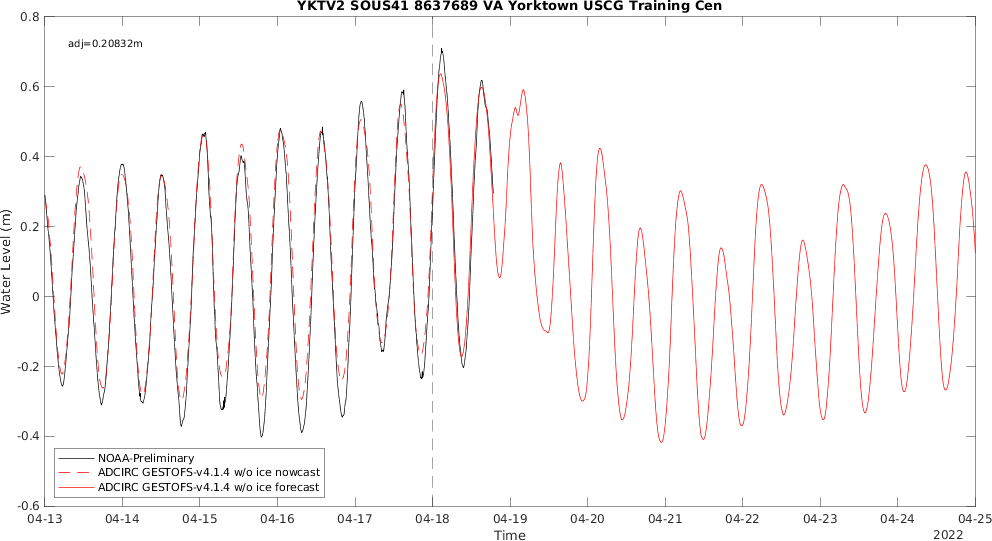 YKTV2 SOUS41 8637689 VA Yorktown USCG Training Cen
adj=0.20832m
0.8
0.6
0.4
0.2
0
-0.2
-0.4
-0.6
Water Level (m)
NOAA-Preliminary
ADCIRC GESTOFS-v4.1.4 w/o ice nowcast
ADCIRC GESTOFS-v4.1.4 w/o ice forecast
04-13 04-14 04-15 04-16 04-17 04-18 04-19 04-20 04-21 04-22 04-23 04-24 04-25
Time
2022